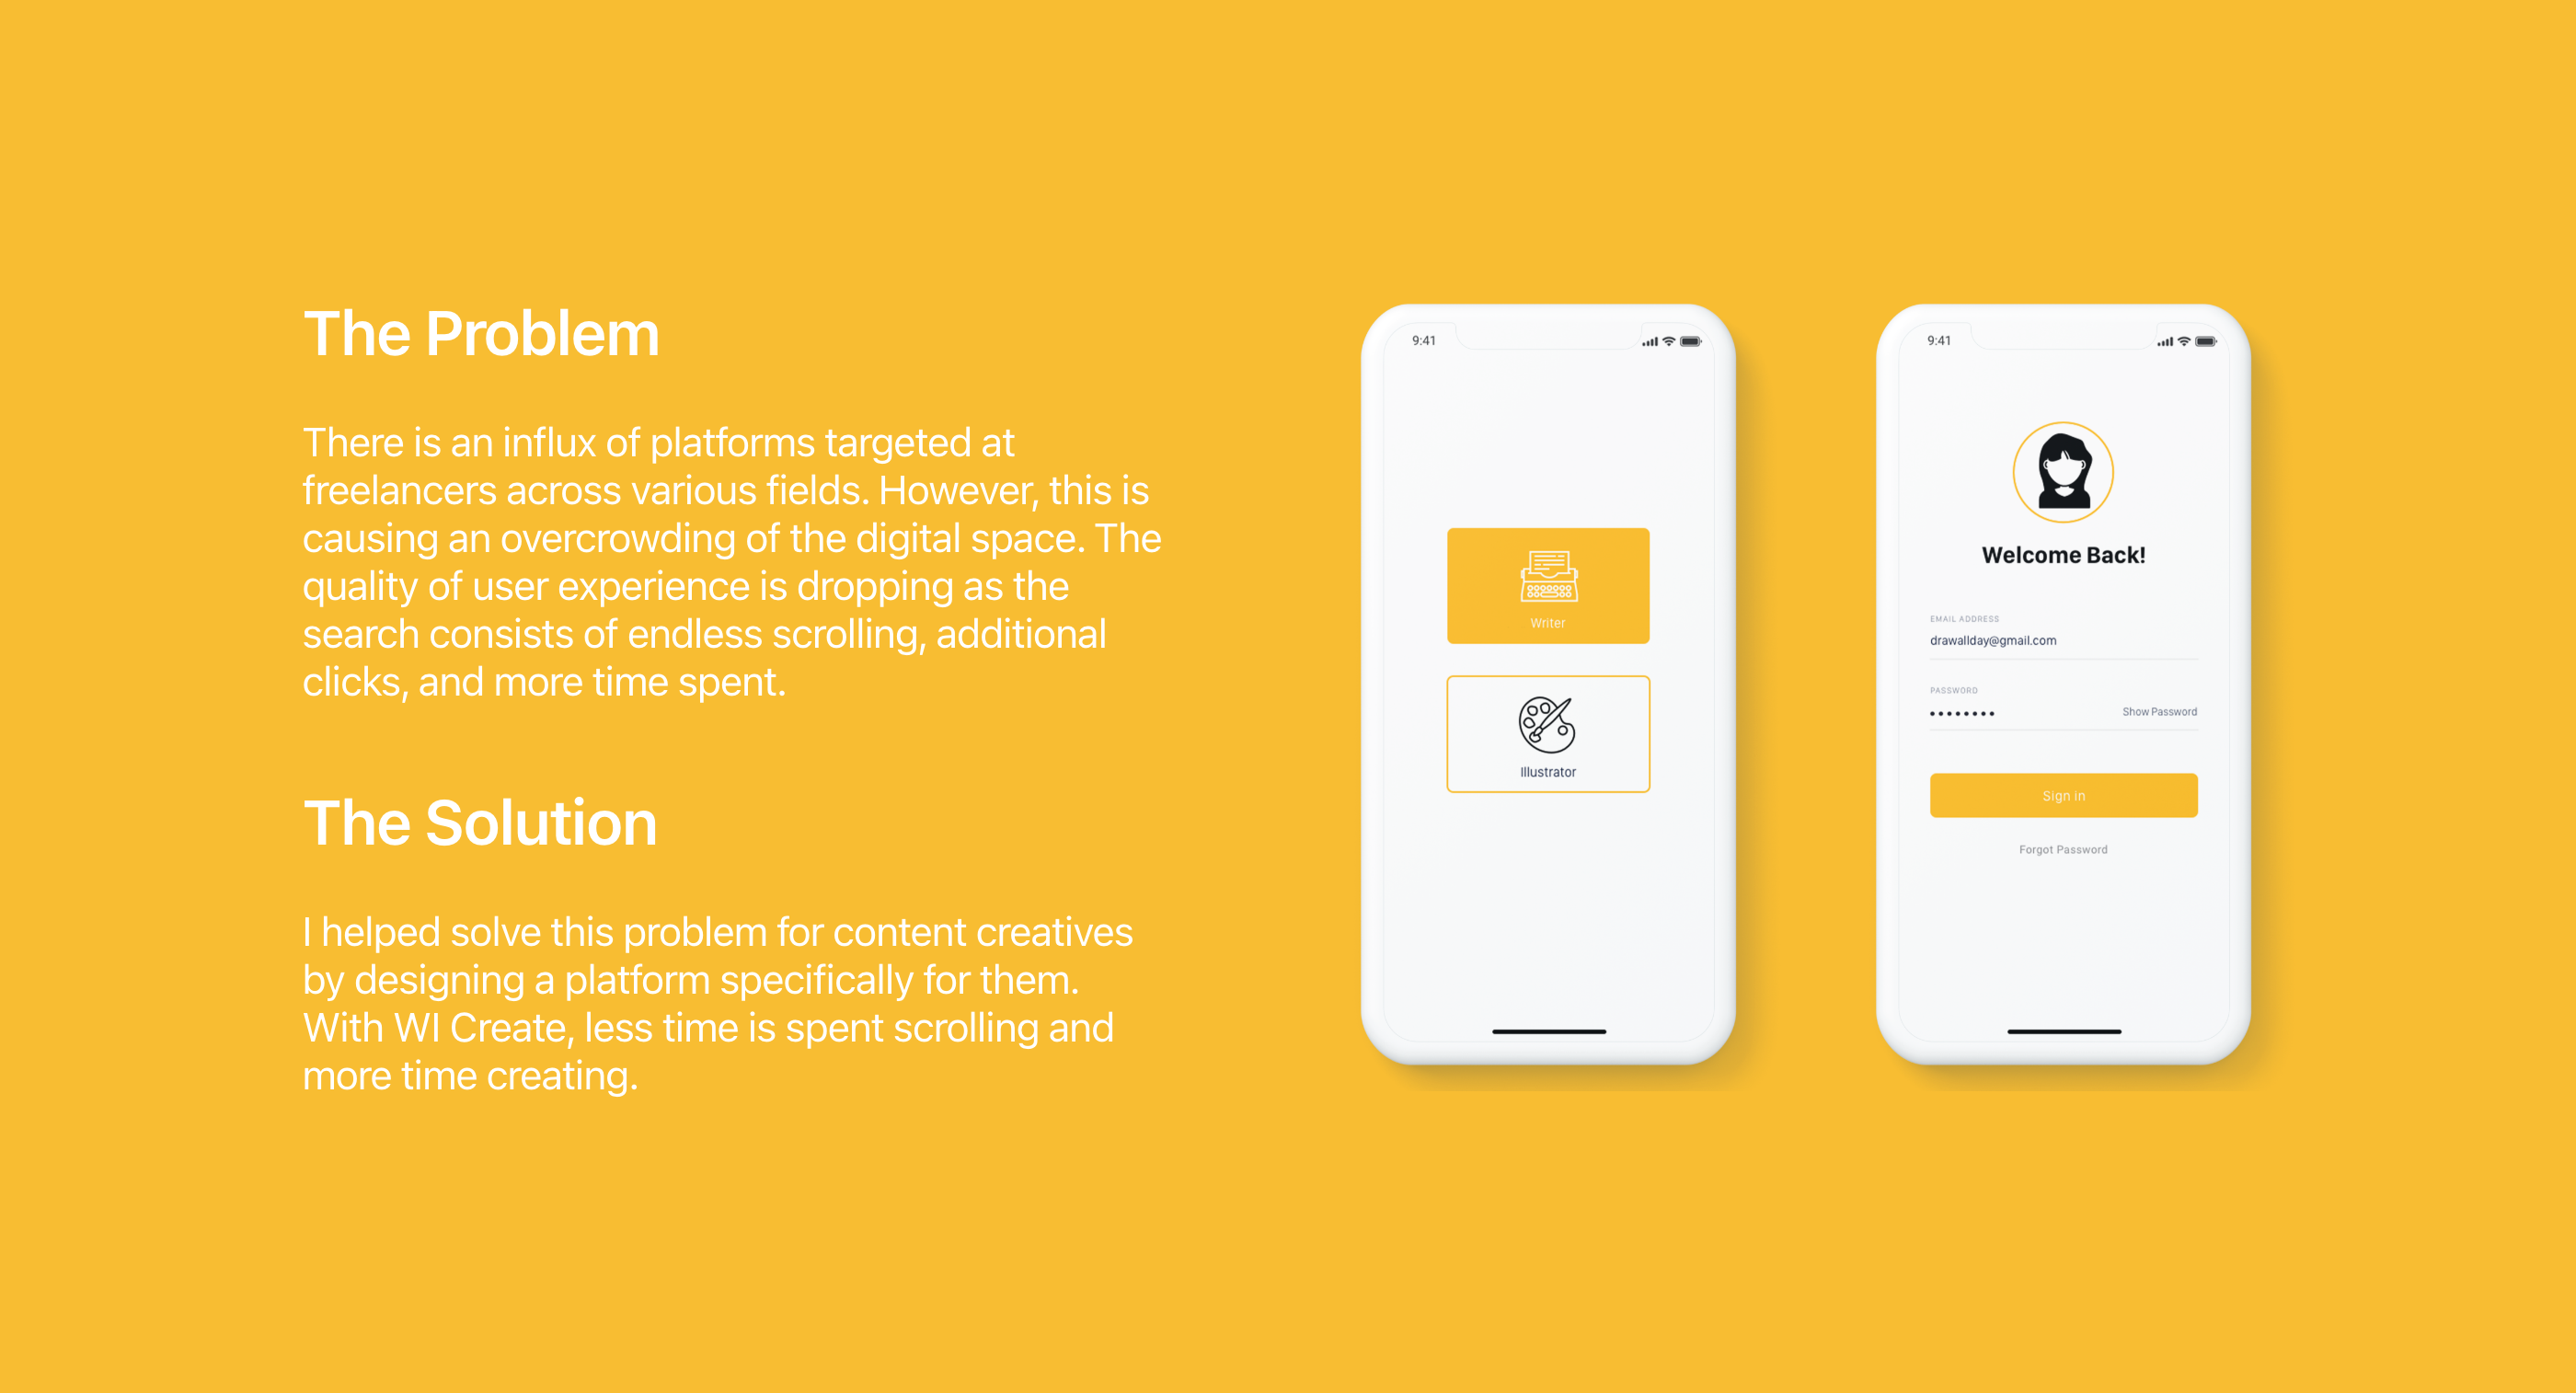 The Problem
There is an influx of platforms targeted at
freelancers across various fields. However, this is
causing an overcrowding of the digital space. The
quality of user experience is dropping as the
search consists of endless scrolling, additional
clicks, and more time spent.
The Solution
I helped solve this problem for content creatives
by designing a platform specifically for them.
With WI Create, less time is spent scrolling and
more time creating.
9:41
Writer
Illustrator
9:41
Welcome Back!
EMAIL ADDRESS
drawallday@gmail.com
PASSWORD
•••••••• Show Password
Sign in
Forgot Password